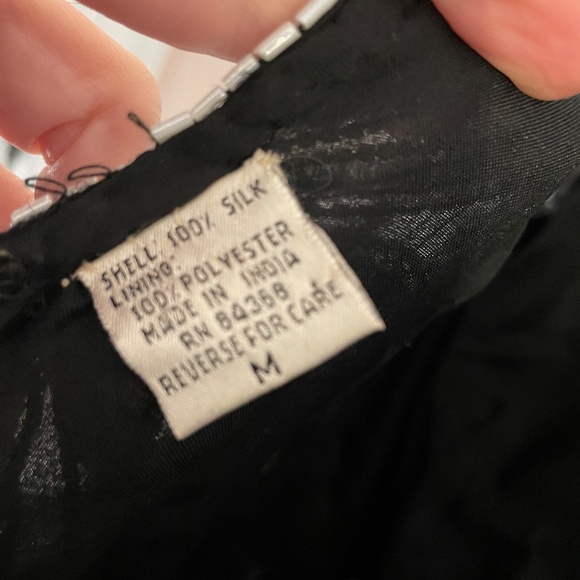 SHELL 100% SILK
LINING
100% POLYESTER
MADE IN INDIA
RN 84368
REVERSE FOR CARE
M